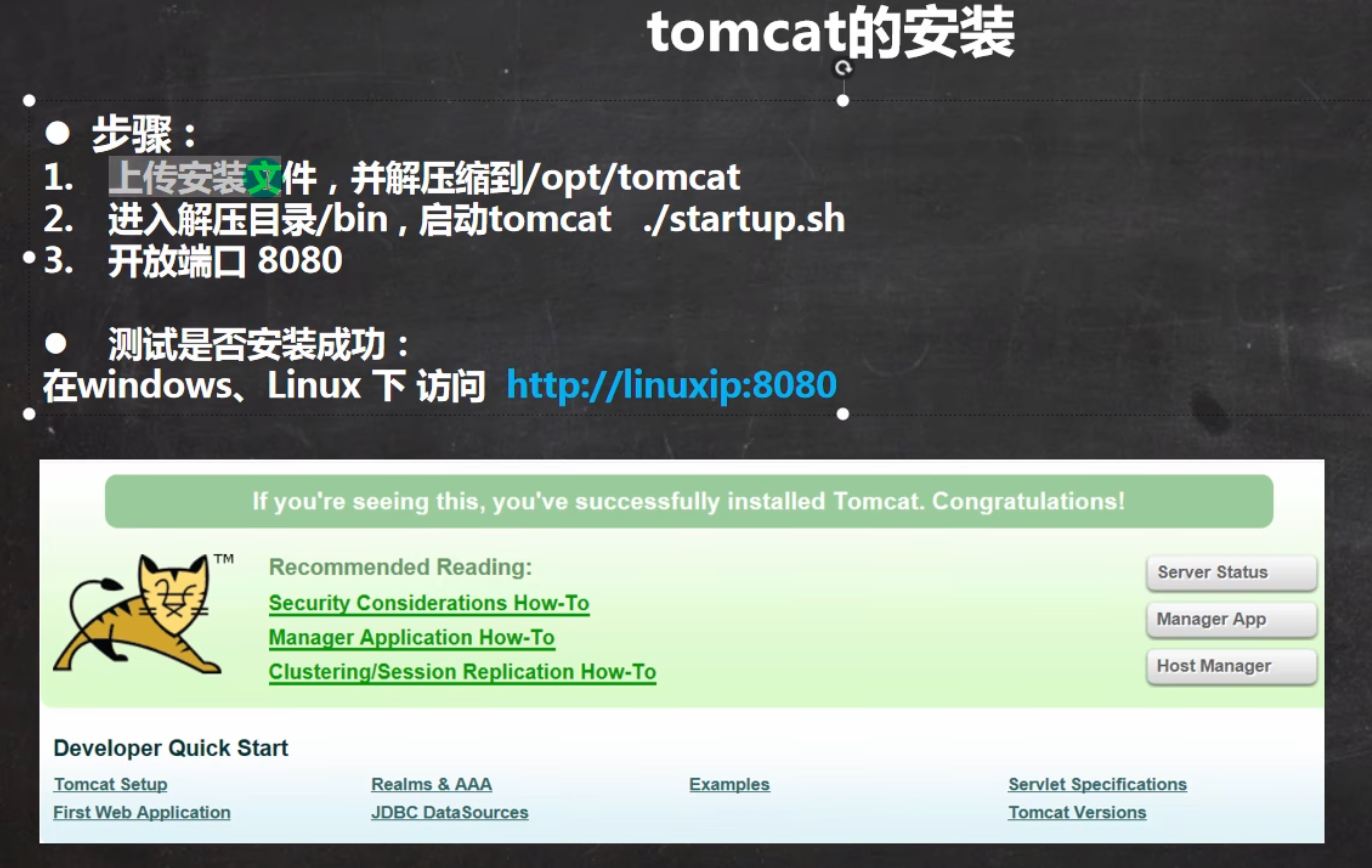 tomcat的安装
● 步骤：
1. 上传安装文件，并解压缩到/opt/tomcat
2. 进入解压目录/bin，启动tomcat ./startup.sh
3. 开放端口 8080
● 测试是否安装成功：
在windows、Linux 下 访问 http://linuxip:8080
If you're seeing this, you've successfully installed Tomcat. Congratulations!
TM
Recommended Reading:
Security Considerations How-To
Manager Application How-To
Clustering/Session Replication How-To
Server Status
Manager App
Host Manager
Developer Quick Start
Tomcat Setup
First Web Application
Realms & AAA
JDBC DataSources
Examples
Servlet Specifications
Tomcat Versions